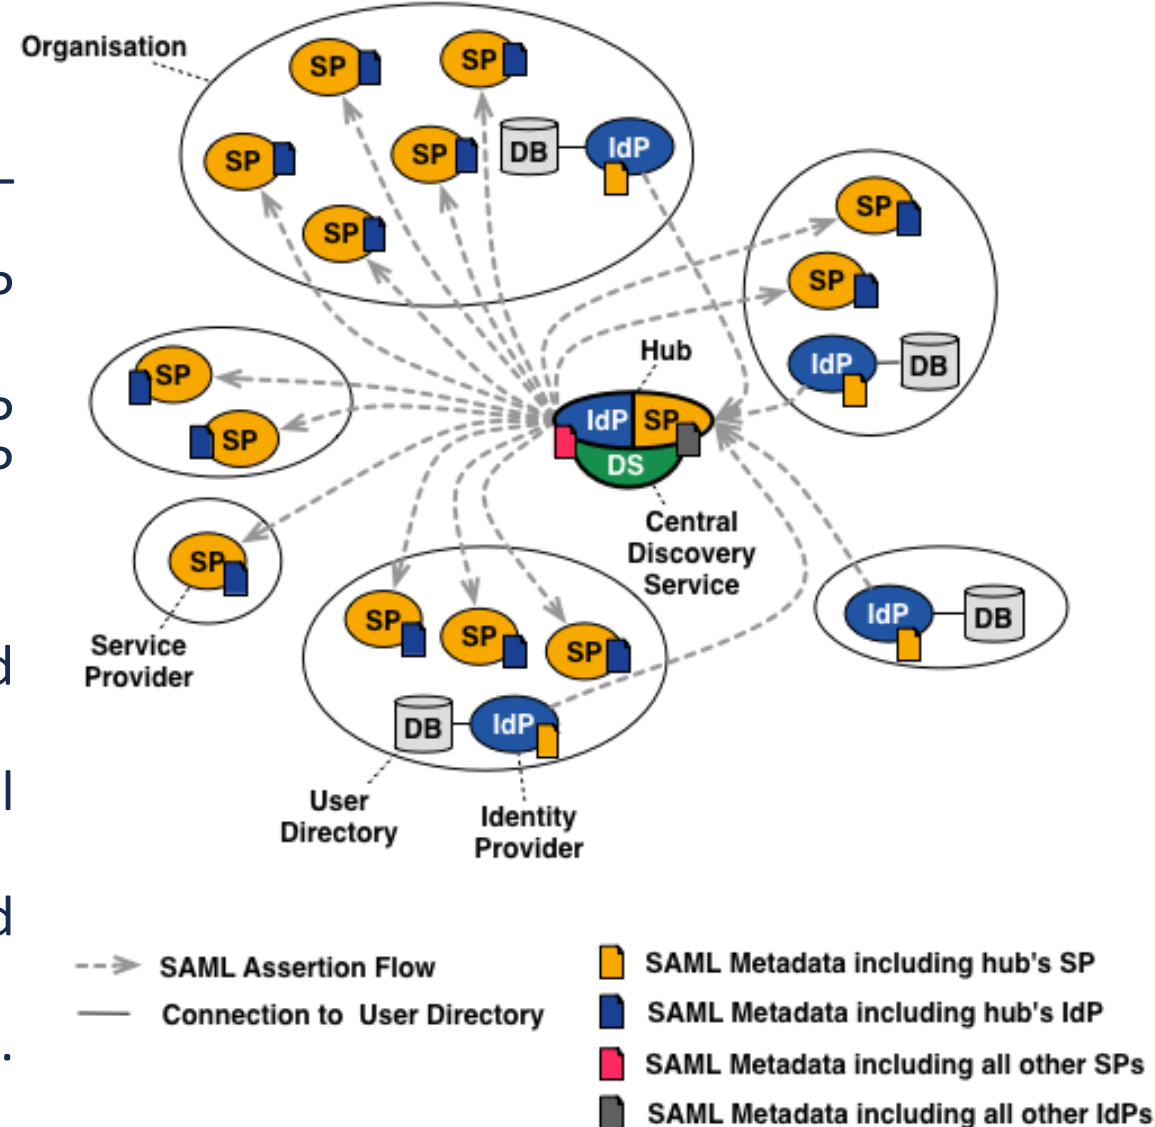 Organisation
SP
SP
SP
SP
DB
IdP
SP
SP
SP
IdP
DB
Hub
IdP
SP
DS
SP
SP
Central
Discovery
Service
SP
Service
Provider
SP
SP
SP
DB
IdP
IdP
DB
User
Directory
Identity
Provider
P
P
P
d
l
d
.
SAML Assertion Flow
Connection to User Directory
SAML Metadata including hub's SP
SAML Metadata including hub's IdP
SAML Metadata including all other SPs
SAML Metadata including all other IdPs